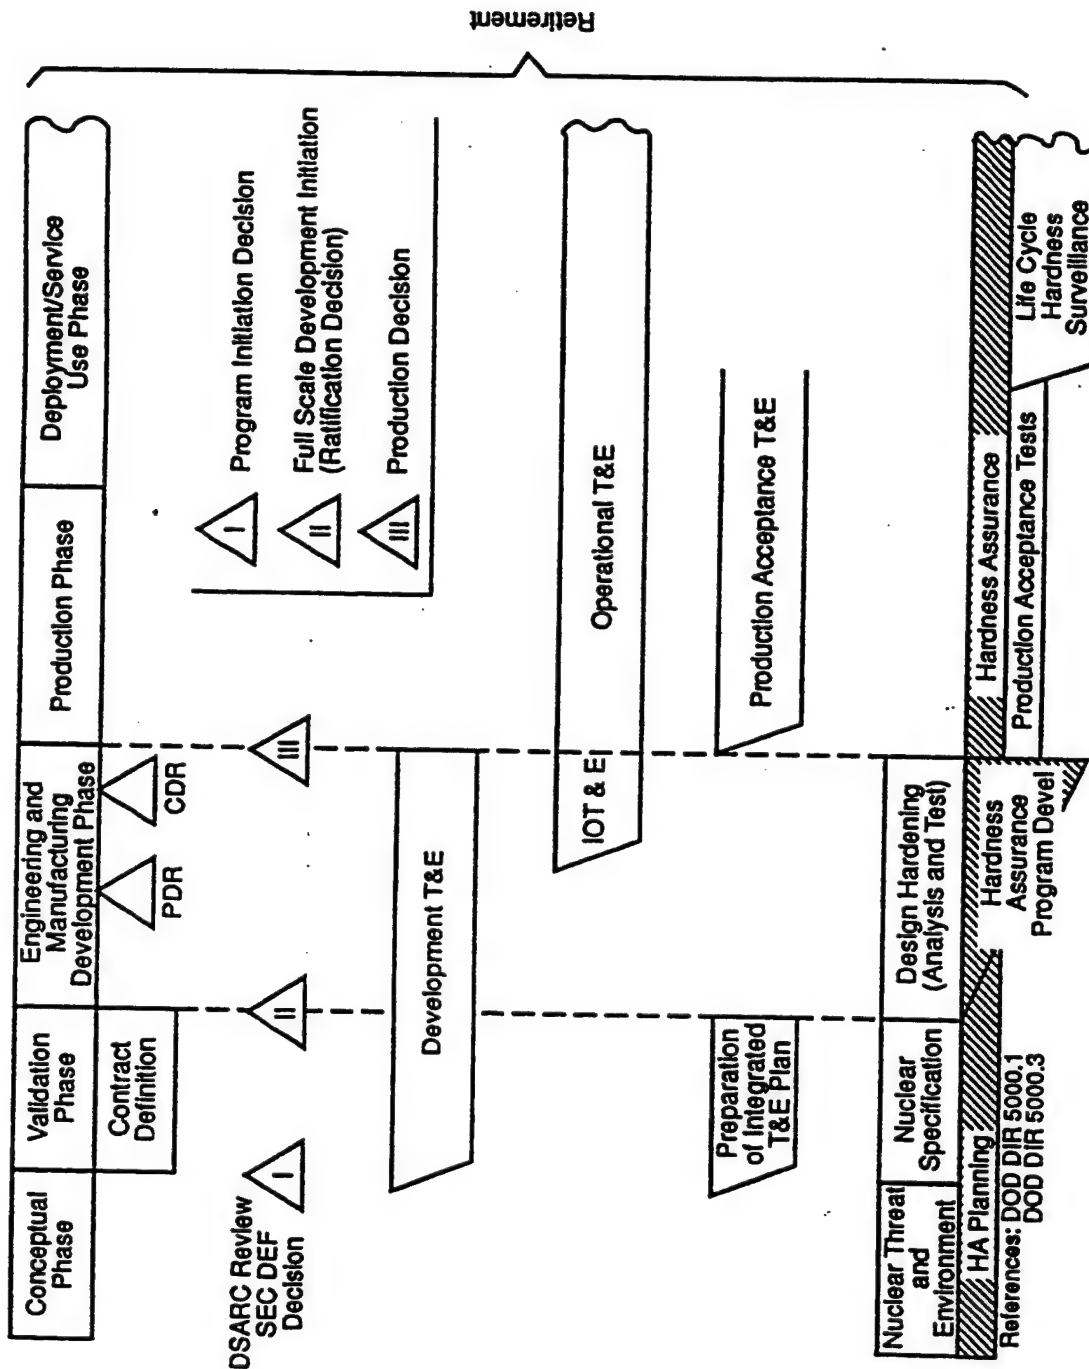 Conceptual
Phase
Validation
Phase
Engineering and
Manufacturing
Development Phase
Production Phase
Deployment/Service
Use Phase
Contract
Definition
PDR
CDR
Retirement
DSARC Review
SEC DEF
Decision
I
II
III
I
Program Initiation Decision
II
Full Scale Development Initiation
(Ratification Decision)
III
Production Decision
Development T&E
IOT & E
Operational T&E
Preparation
of Integrated
T&E Plan
Production Acceptance T&E
Nuclear Threat
and
Environment
Nuclear
Specification
Design Hardening
(Analysis and Test)
HA Planning
Hardness
Assurance
Program Devel
Hardness Assurance
Production Acceptance Tests
Life Cycle
Hardness
Surveillance
References: DOD DIR 5000.1
DOD DIR 5000.3